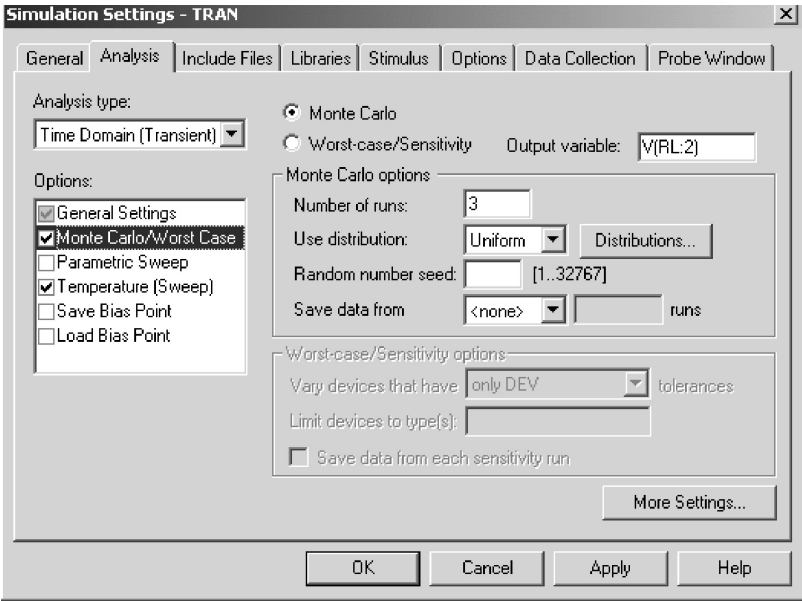 Simulation Settings - TRAN
General Analysis Include Files Libraries Stimulus Options Data Collection Probe Window
Analysis type:
Time Domain (Transient)
Options:
General Settings
Monte Carlo/Worst Case
Parametric Sweep
Temperature (Sweep)
Save Bias Point
Load Bias Point
Monte Carlo
Worst-case/Sensitivity Output variable: V(RL:2)
Monte Carlo options
Number of runs: 3
Use distribution: Uniform Distributions...
Random number seed: [1..32767]
Save data from <none> runs
Worst-case/Sensitivity options
Vary devices that have only DEV tolerances
Limit devices to type(s):
Save data from each sensitivity run
More Settings...
OK Cancel Apply Help